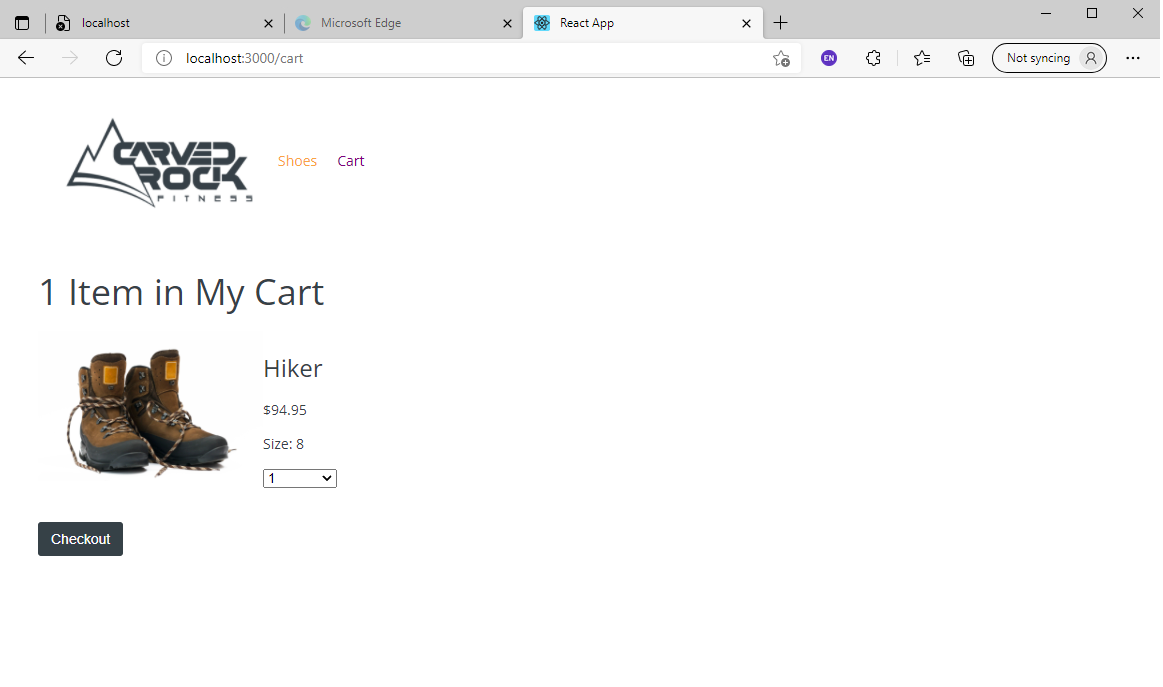 localhost
Microsoft Edge
React App
localhost:3000/cart
EN
Not syncing
CARVED
ROCK
FITNESS
Shoes
Cart
1 Item in My Cart
Hiker
$94.95
Size: 8
1
Checkout